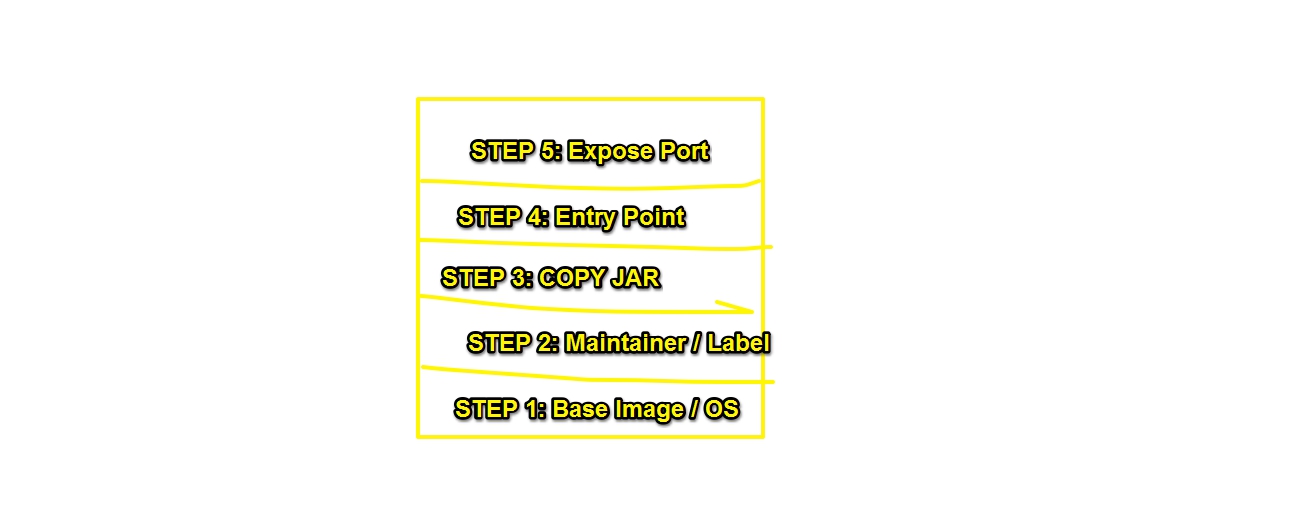 STEP 5: Expose Port
STEP 4: Entry Point
STEP 3: COPY JAR
STEP 2: Maintainer / Label
STEP 1: Base Image / OS